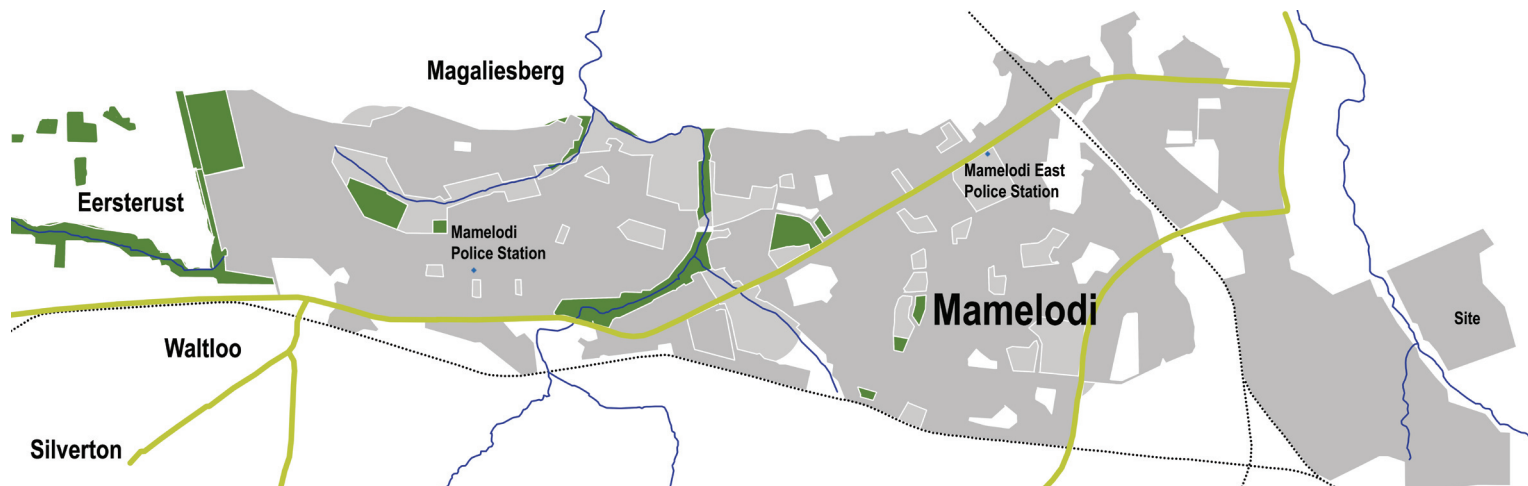 Magaliesberg
Mamelodi East
Police Station
Eersterust
Mamelodi
Police Station
Mamelodi
Site
Waltloo
Silverton